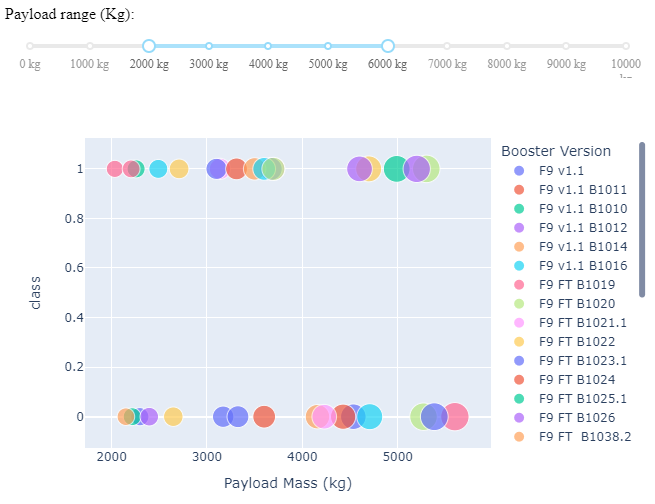 Payload range (Kg):
0 kg 1000 kg 2000 kg 3000 kg 4000 kg 5000 kg 6000 kg 7000 kg 8000 kg 9000 kg 10000
Booster Version
F9 v1.1
F9 v1.1 B1011
F9 v1.1 B1010
F9 v1.1 B1012
F9 v1.1 B1014
F9 v1.1 B1016
F9 FT B1019
F9 FT B1020
F9 FT B1021.1
F9 FT B1022
F9 FT B1023.1
F9 FT B1024
F9 FT B1025.1
F9 FT B1026
F9 FT  B1038.2
1
0.8
0.6
0.4
0.2
0
class
2000 3000 4000 5000
Payload Mass (kg)